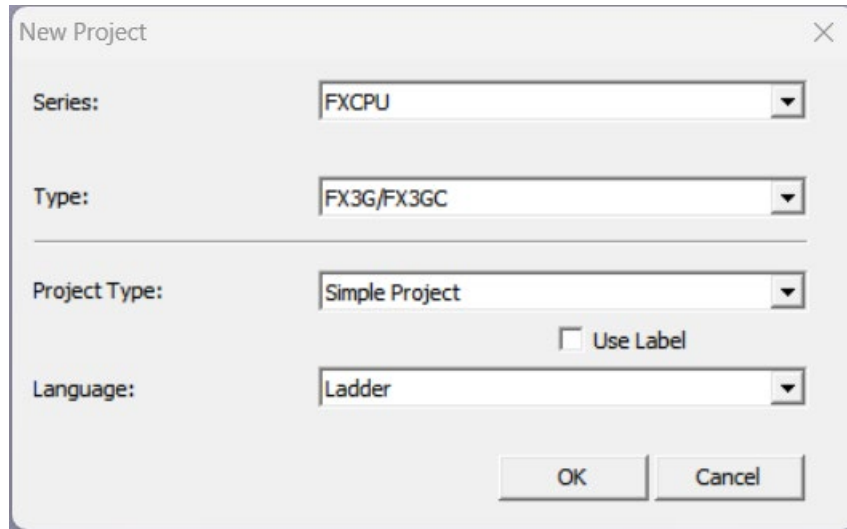 New Project
Series: FXCPU
Type: FX3G/FX3GC
Project Type: Simple Project
Use Label
Language: Ladder
OK Cancel